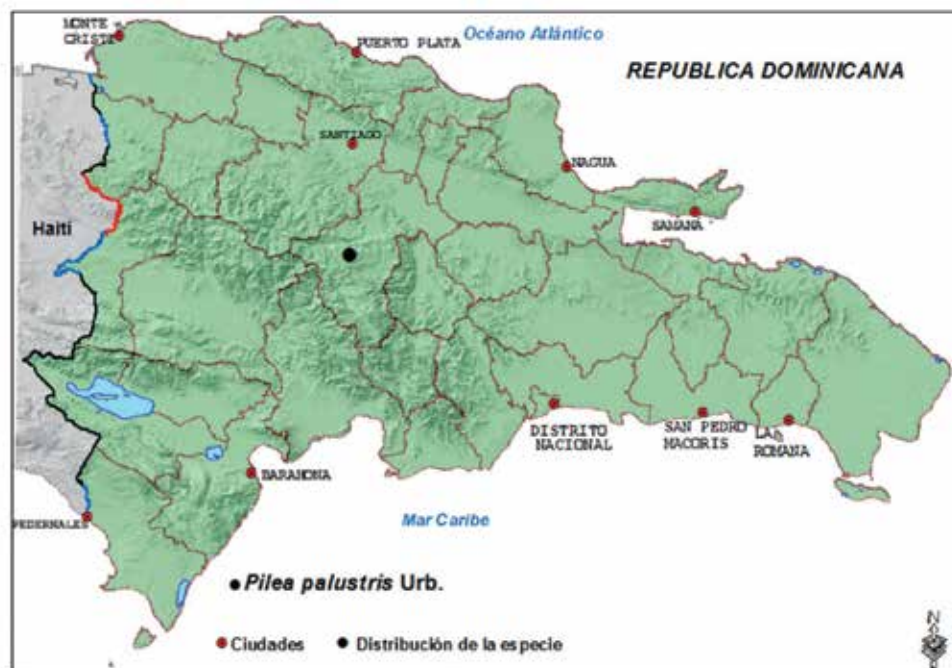 MONTE
CRISTI
PUERTO PLATA
Océano Atlántico
REPUBLICA DOMINICANA
SANTIAGO
NAGUA
SAMANA
Haití
DISTRITO
NACIONAL
SAN PEDRO
MACORIS
LA
ROMANA
BARAHONA
PEDERNALES
Mar Caribe
Pilea palustris Urb.
Ciudades
Distribución de la especie
N